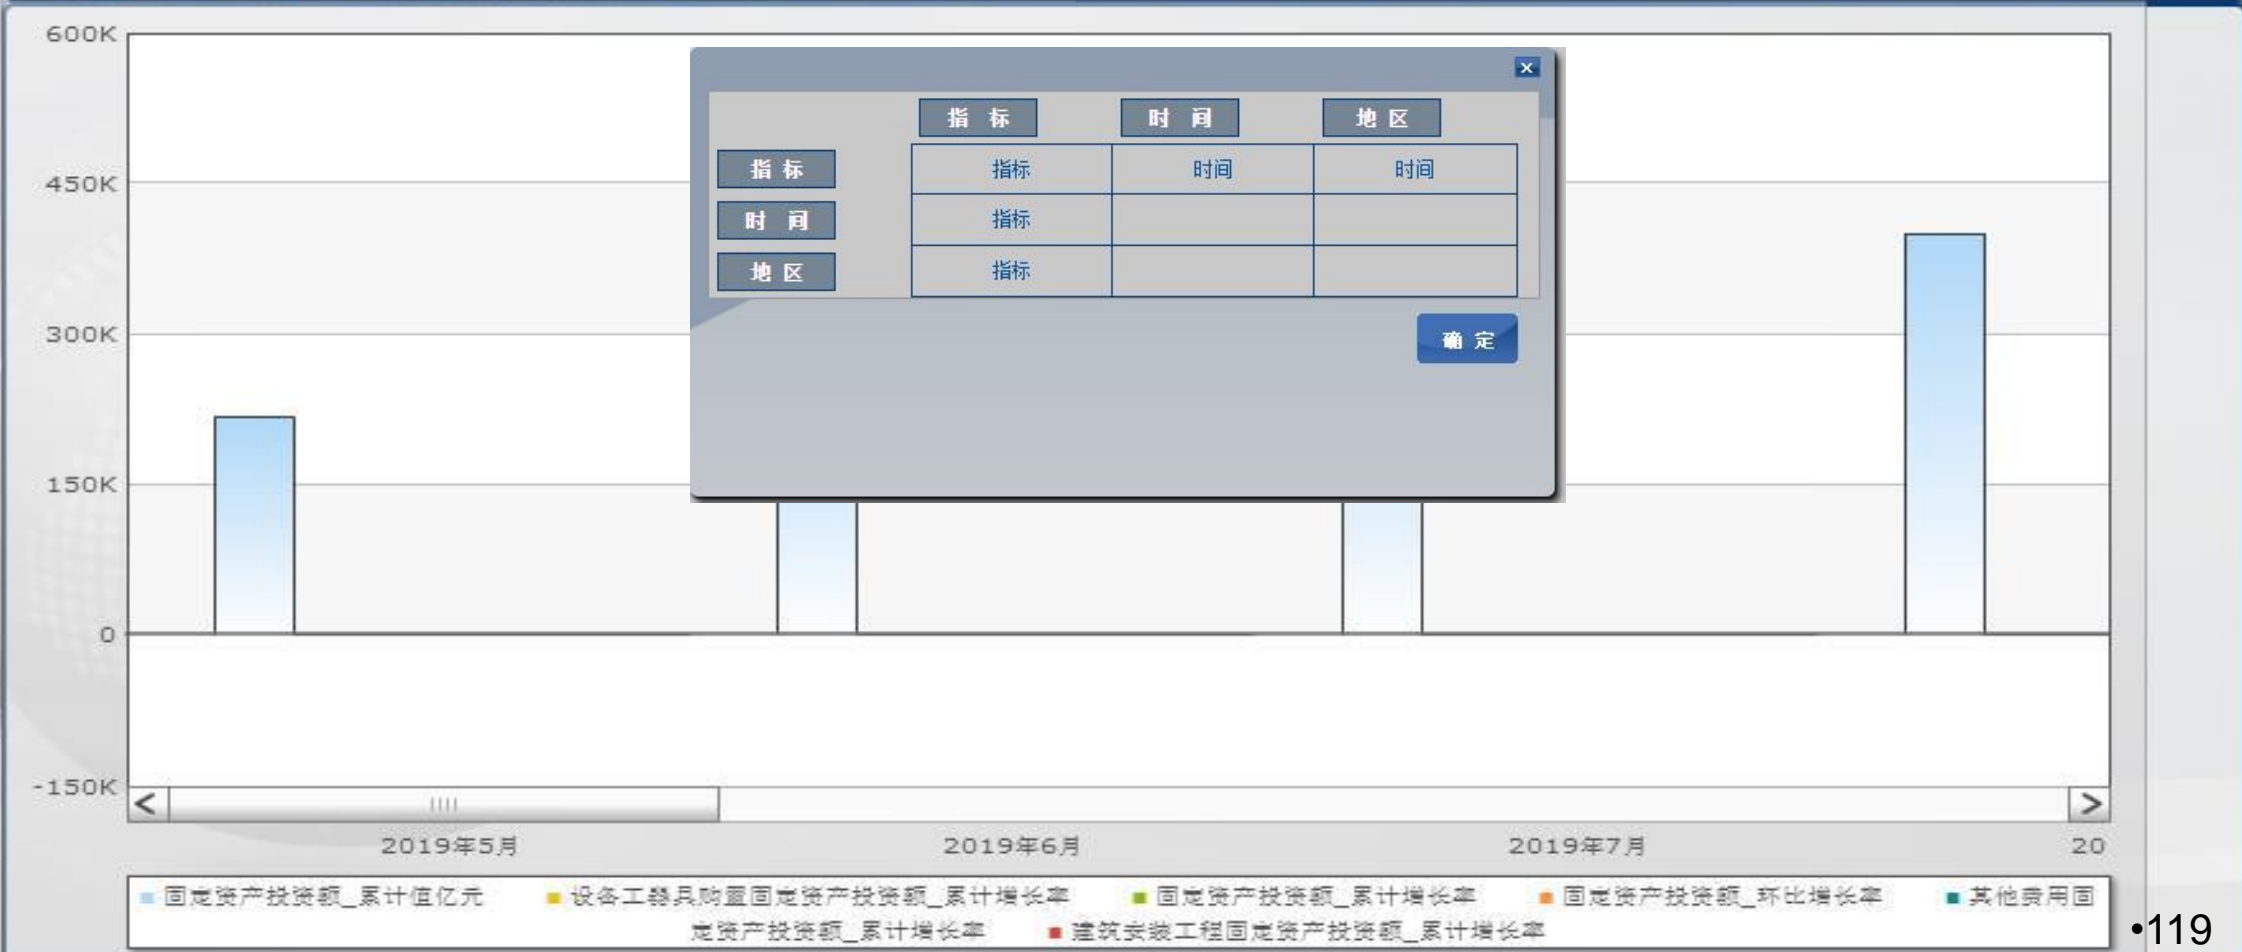 600K
450K
300K
150K
0
-150K
x
指 标 时 间 地 区
指 标 指标 时间 时间
时 间 指标
地 区 指标
确 定
2019年5月 2019年6月 2019年7月 20
固定资产投资额_累计值亿元 设备工器具购置固定资产投资额_累计增长率 固定资产投资额_累计增长率 固定资产投资额_环比增长率 其他费用固
定资产投资额_累计增长率 建筑安装工程固定资产投资额_累计增长率
•119